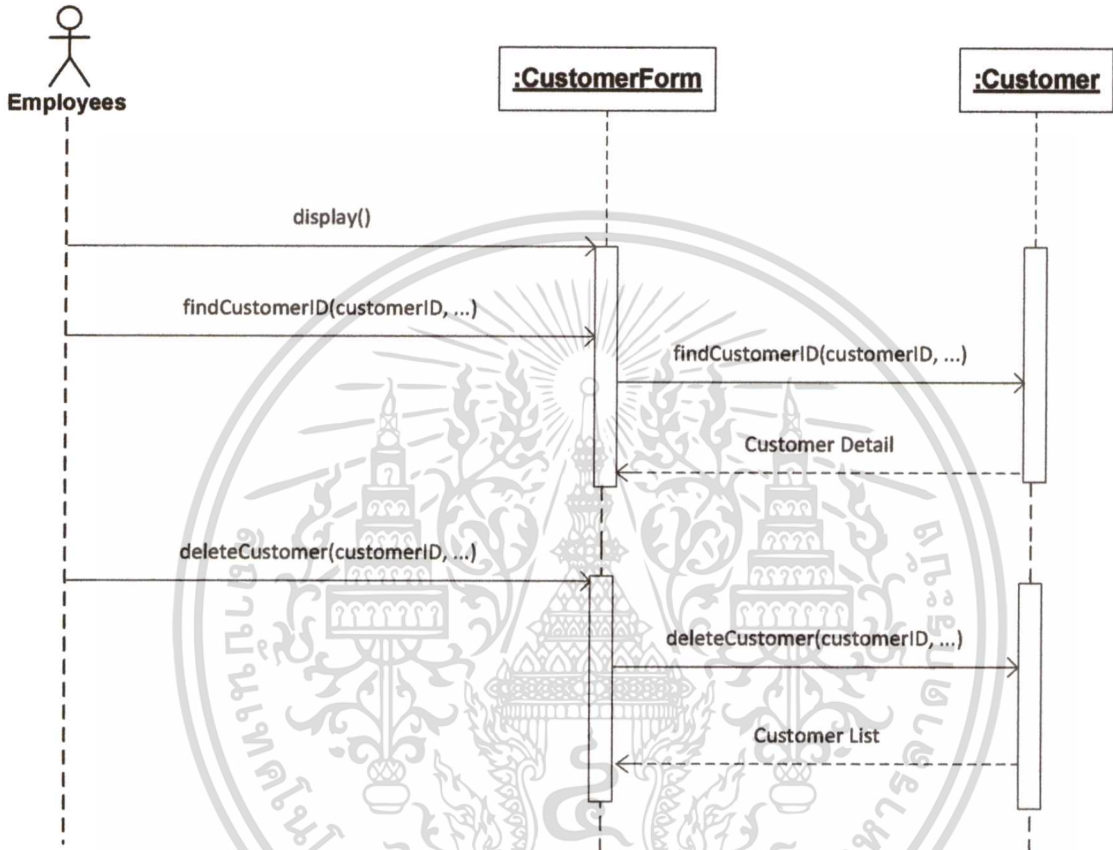 Employees
:CustomerForm
:Customer
display()
findCustomerID(customerID, ...)
findCustomerID(customerID, ...)
Customer Detail
deleteCustomer(customerID, ...)
deleteCustomer(customerID, ...)
Customer List